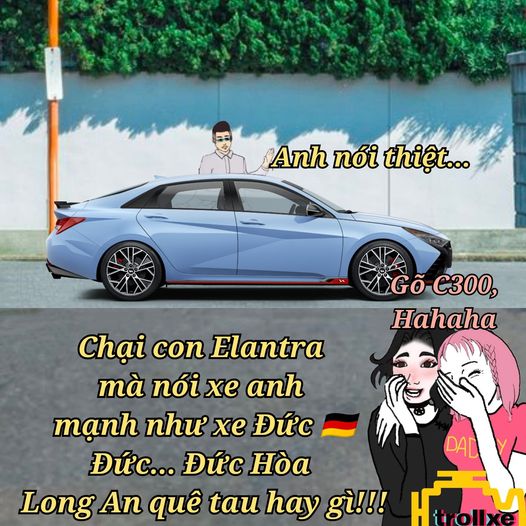 Anh nói thiệt...
Gõ C300,
Hahaha
Chại con Elantra
mà nói xe anh
mạnh như xe Đức 🇩🇪
Đức... Đức Hòa
Long An quê tau hay gì!!!
DADDY
trollxe